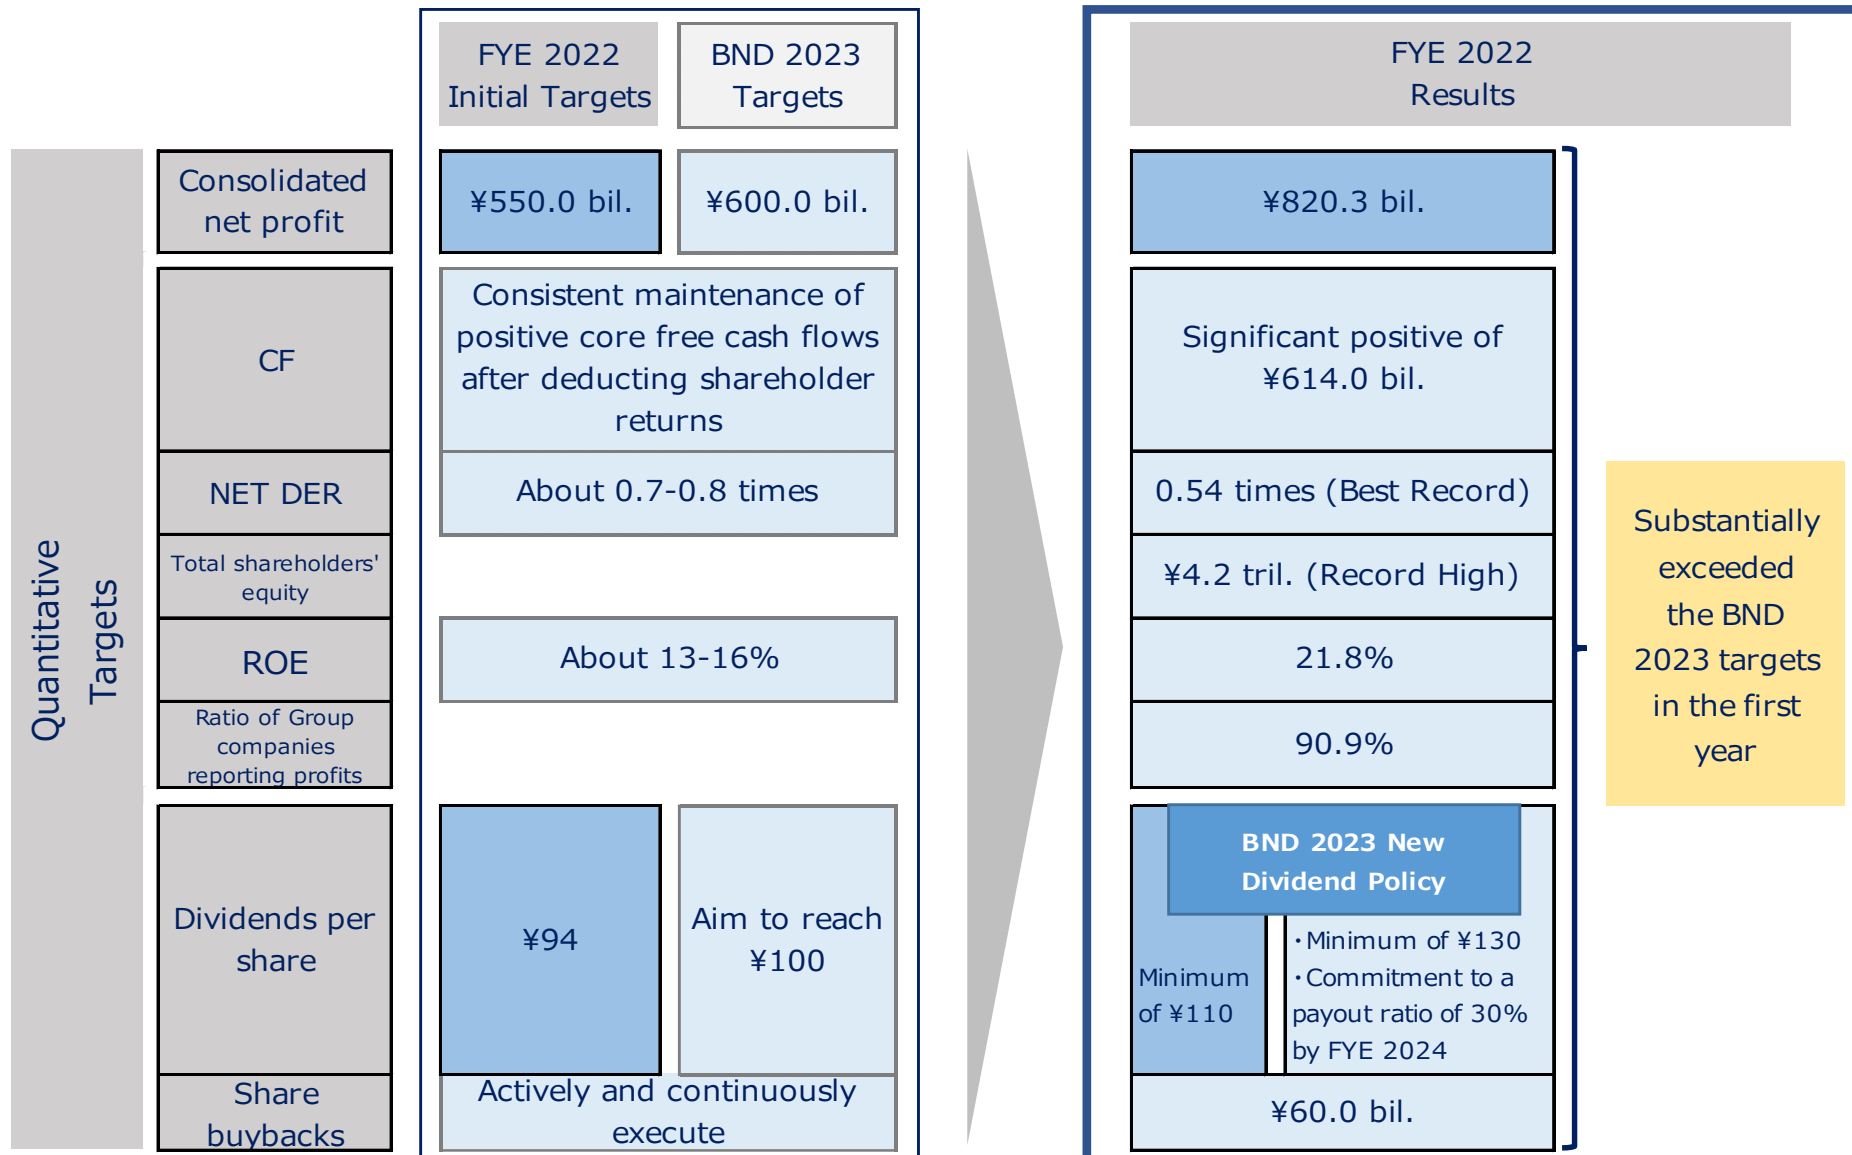 FYE 2022
Initial Targets
BND 2023
Targets
FYE 2022
Results
Quantitative
Targets
Consolidated
net profit
¥550.0 bil.
¥600.0 bil.
¥820.3 bil.
CF
Consistent maintenance of
positive core free cash flows
after deducting shareholder
returns
Significant positive of
¥614.0 bil.
NET DER
About 0.7-0.8 times
0.54 times (Best Record)
Total shareholders'
equity
¥4.2 tril. (Record High)
ROE
About 13-16%
21.8%
Ratio of Group
companies
reporting profits
90.9%
Dividends per
share
¥94
Aim to reach
¥100
BND 2023 New
Dividend Policy
Minimum
of ¥110
・Minimum of ¥130
・Commitment to a
payout ratio of 30%
by FYE 2024
Share
buybacks
Actively and continuously
execute
¥60.0 bil.
Substantially
exceeded
the BND
2023 targets
in the first
year